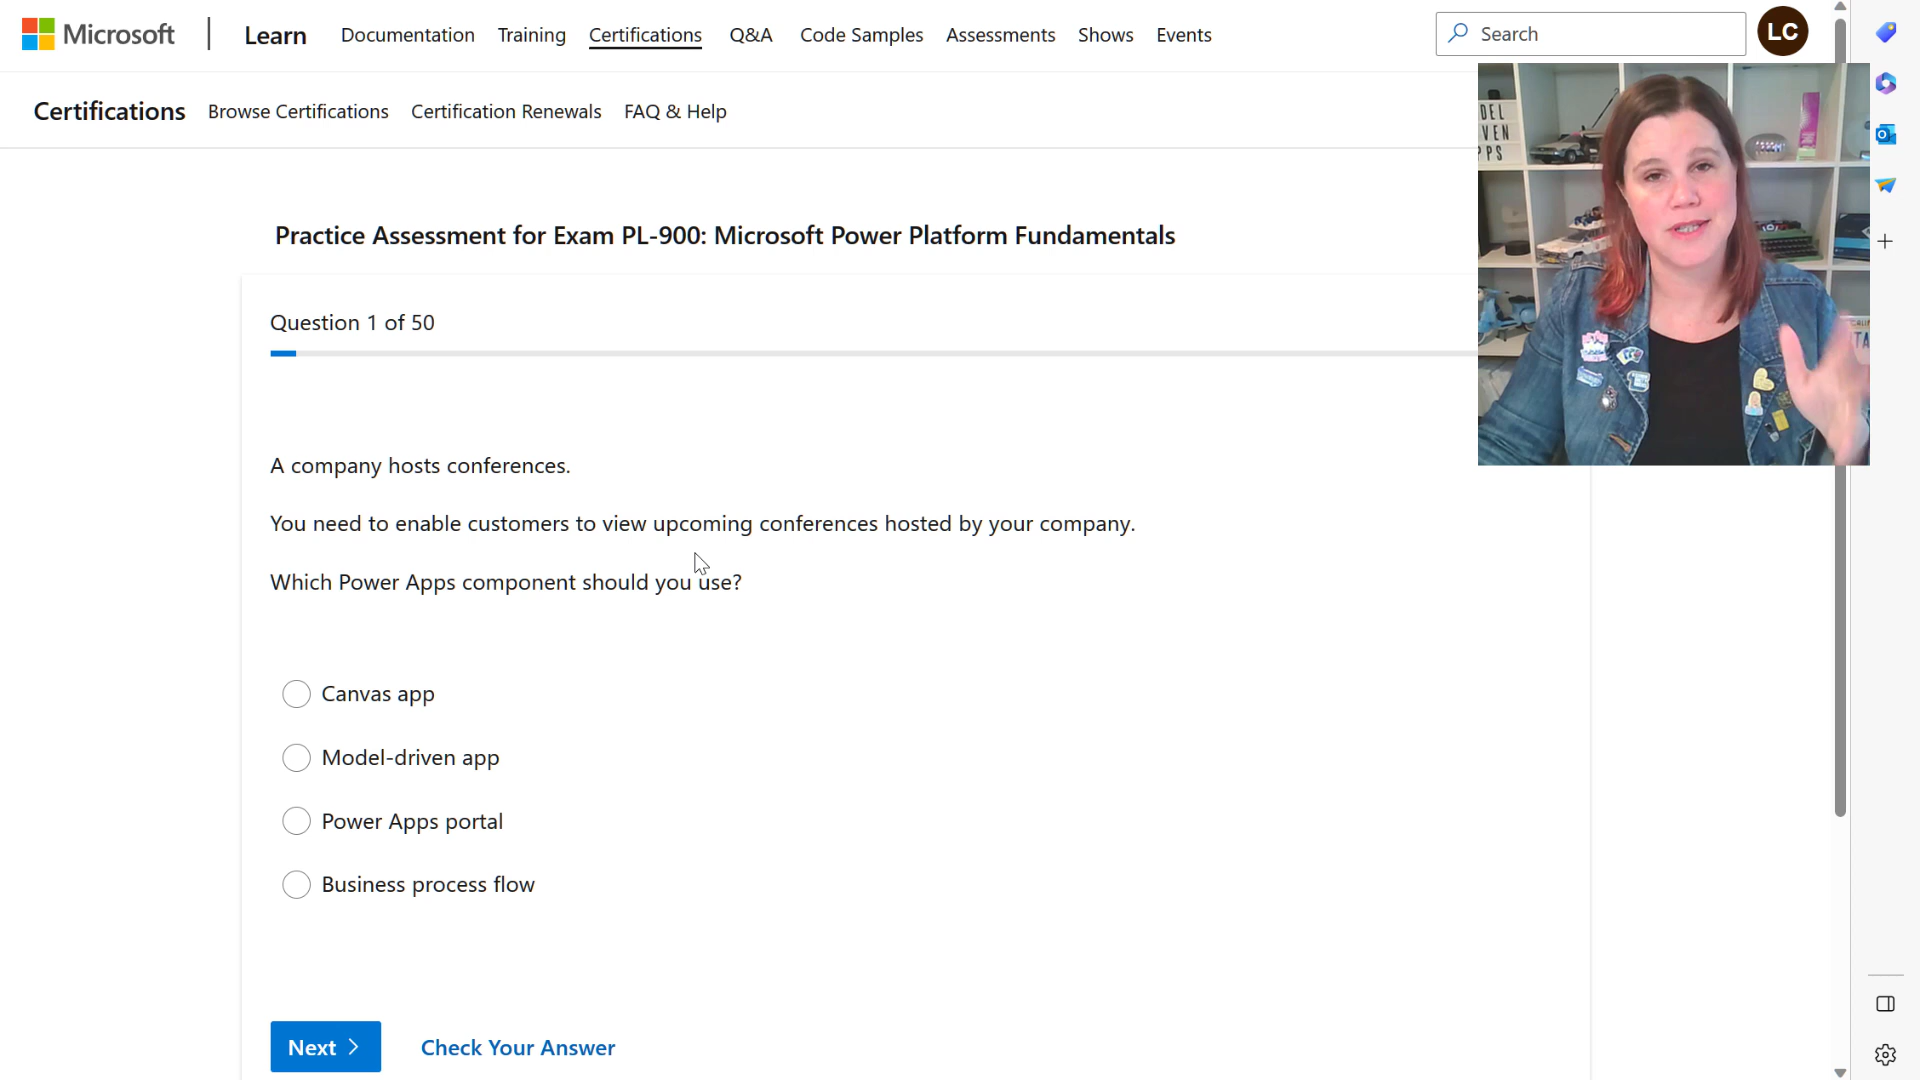 Microsoft | Learn Documentation Training Certifications Q&A Code Samples Assessments Shows Events Search LC
Certifications Browse Certifications Certification Renewals FAQ & Help
Practice Assessment for Exam PL-900: Microsoft Power Platform Fundamentals
Question 1 of 50
A company hosts conferences.
You need to enable customers to view upcoming conferences hosted by your company.
Which Power Apps component should you use?
Canvas app
Model-driven app
Power Apps portal
Business process flow
Next Check Your Answer